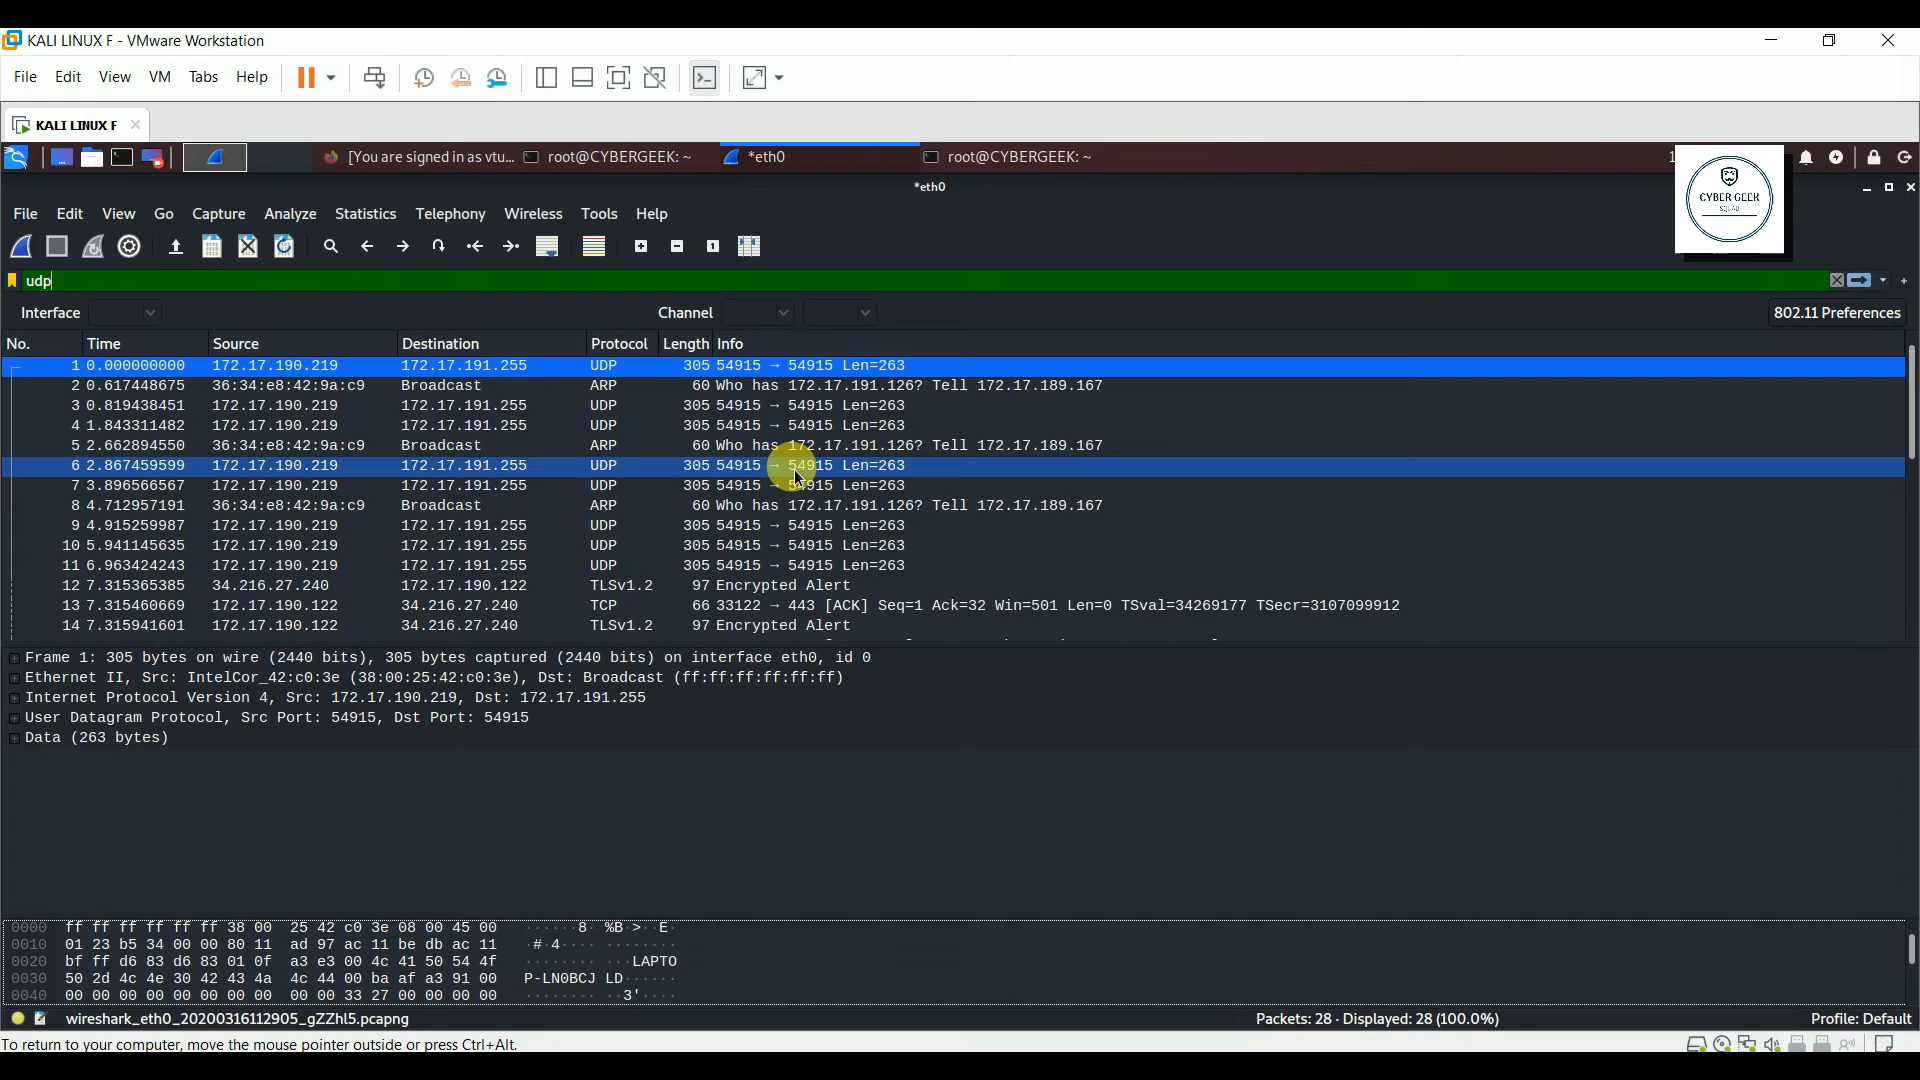 KALI LINUX F - VMware Workstation
File Edit View VM Tabs Help
KALI LINUX F
[You are signed in as vtu... root@CYBERGEEK: ~ *eth0 root@CYBERGEEK: ~
*eth0
CYBER GEEK
SQUAD
File Edit View Go Capture Analyze Statistics Telephony Wireless Tools Help
udp
Interface Channel 802.11 Preferences
No. Time Source Destination Protocol Length Info
1 0.000000000 172.17.190.219 172.17.191.255 UDP 305 54915 → 54915 Len=263
2 0.617448675 36:34:e8:42:9a:c9 Broadcast ARP 60 Who has 172.17.191.126? Tell 172.17.189.167
3 0.819438451 172.17.190.219 172.17.191.255 UDP 305 54915 → 54915 Len=263
4 1.843311482 172.17.190.219 172.17.191.255 UDP 305 54915 → 54915 Len=263
5 2.662894550 36:34:e8:42:9a:c9 Broadcast ARP 60 Who has 172.17.191.126? Tell 172.17.189.167
6 2.867459599 172.17.190.219 172.17.191.255 UDP 305 54915 → 54915 Len=263
7 3.896566567 172.17.190.219 172.17.191.255 UDP 305 54915 → 54915 Len=263
8 4.712957191 36:34:e8:42:9a:c9 Broadcast ARP 60 Who has 172.17.191.126? Tell 172.17.189.167
9 4.915259987 172.17.190.219 172.17.191.255 UDP 305 54915 → 54915 Len=263
10 5.941145635 172.17.190.219 172.17.191.255 UDP 305 54915 → 54915 Len=263
11 6.963424243 172.17.190.219 172.17.191.255 UDP 305 54915 → 54915 Len=263
12 7.315365385 34.216.27.240 172.17.190.122 TLSv1.2 97 Encrypted Alert
13 7.315460669 172.17.190.122 34.216.27.240 TCP 66 33122 → 443 [ACK] Seq=1 Ack=32 Win=501 Len=0 TSval=34269177 TSecr=3107099912
14 7.315941601 172.17.190.122 34.216.27.240 TLSv1.2 97 Encrypted Alert
Frame 1: 305 bytes on wire (2440 bits), 305 bytes captured (2440 bits) on interface eth0, id 0
Ethernet II, Src: IntelCor_42:c0:3e (38:00:25:42:c0:3e), Dst: Broadcast (ff:ff:ff:ff:ff:ff)
Internet Protocol Version 4, Src: 172.17.190.219, Dst: 172.17.191.255
User Datagram Protocol, Src Port: 54915, Dst Port: 54915
Data (263 bytes)
0000 ff ff ff ff ff ff 38 00 25 42 c0 3e 08 00 45 00 ······8· %B·>··E·
0010 01 23 b5 34 00 00 80 11 ad 97 ac 11 be db ac 11 ·#·4···· ········
0020 bf ff d6 83 d6 83 01 0f a3 e3 00 4c 41 50 54 4f ········ ···LAPTO
0030 50 2d 4c 4e 30 42 43 4a 4c 44 00 ba af a3 91 00 P-LN0BCJ LD······
0040 00 00 00 00 00 00 00 00 00 00 33 27 00 00 00 00 ········ ··3'····
wireshark_eth0_20200316112905_gZZhl5.pcapng Packets: 28 · Displayed: 28 (100.0%) Profile: Default
To return to your computer, move the mouse pointer outside or press Ctrl+Alt.